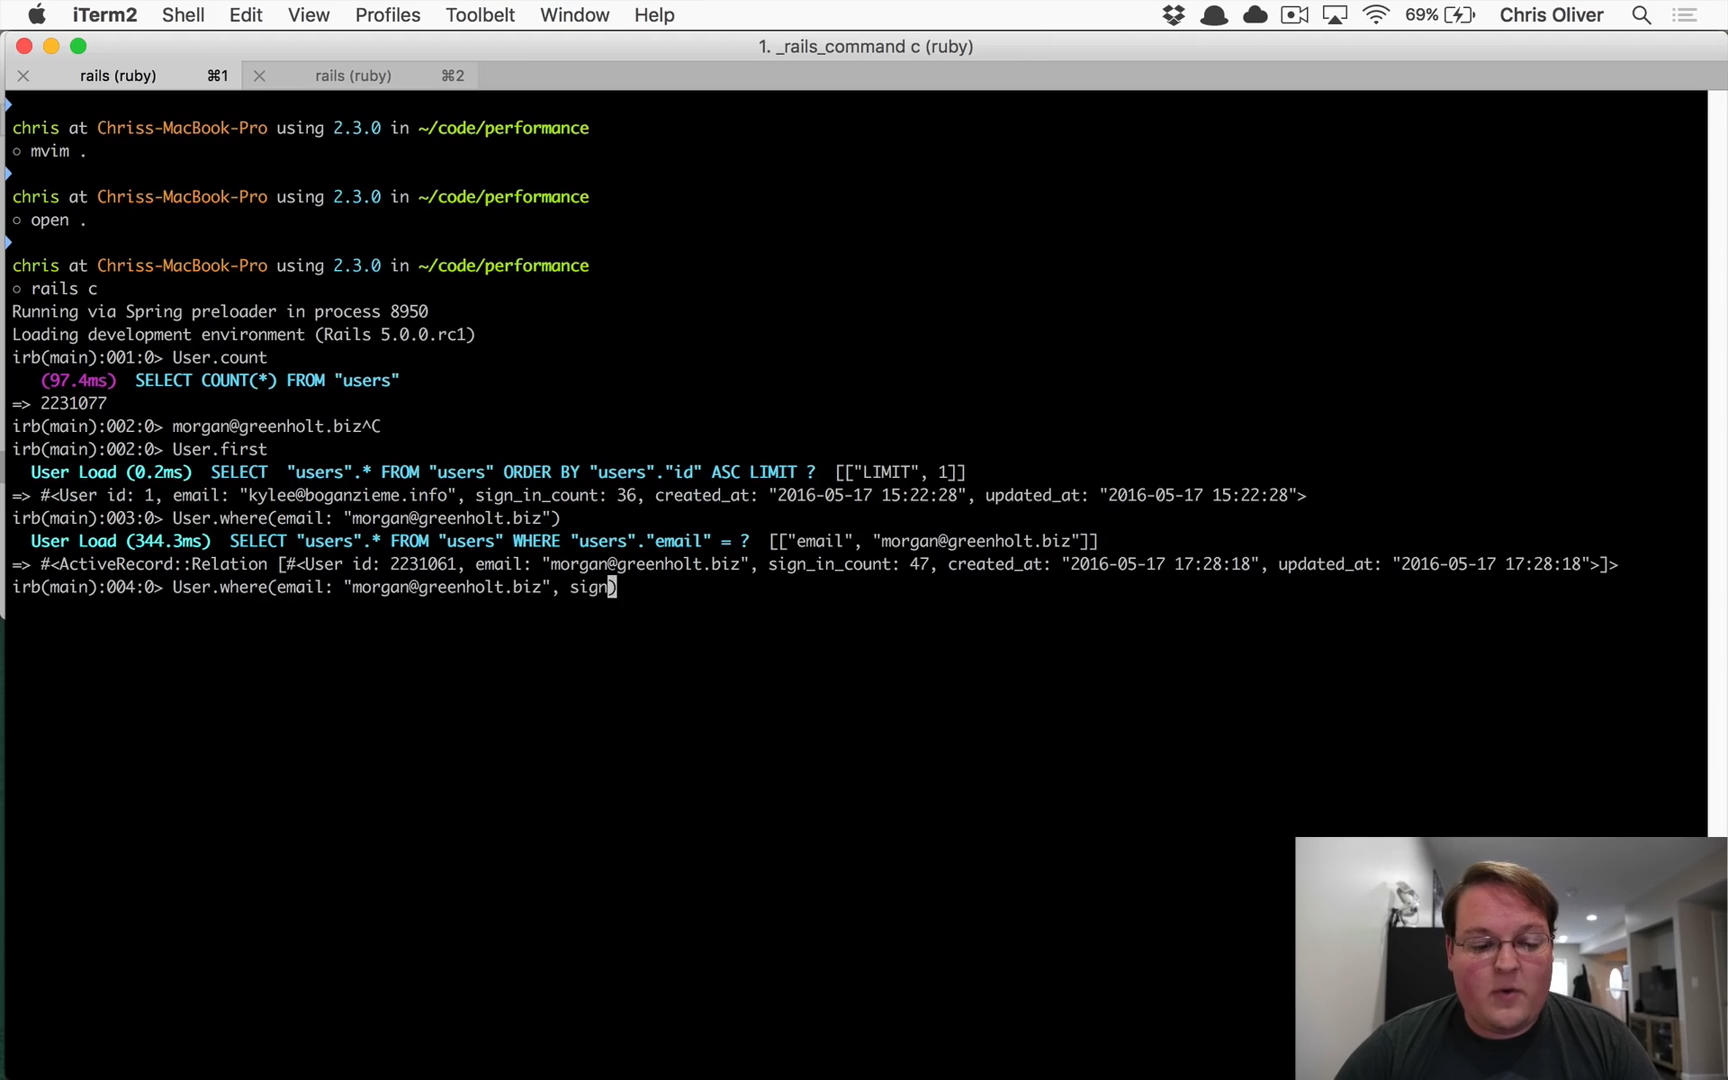 iTerm2 Shell Edit View Profiles Toolbelt Window Help 69% Chris Oliver
1. _rails_command c (ruby)
rails (ruby) ⌘1 rails (ruby) ⌘2
chris at Chriss-MacBook-Pro using 2.3.0 in ~/code/performance
○ mvim .
chris at Chriss-MacBook-Pro using 2.3.0 in ~/code/performance
○ open .
chris at Chriss-MacBook-Pro using 2.3.0 in ~/code/performance
○ rails c
Running via Spring preloader in process 8950
Loading development environment (Rails 5.0.0.rc1)
irb(main):001:0> User.count
(97.4ms) SELECT COUNT(*) FROM "users"
=> 2231077
irb(main):002:0> morgan@greenholt.biz^C
irb(main):002:0> User.first
User Load (0.2ms) SELECT "users".* FROM "users" ORDER BY "users"."id" ASC LIMIT ? [["LIMIT", 1]]
=> #<User id: 1, email: "kylee@boganzieme.info", sign_in_count: 36, created_at: "2016-05-17 15:22:28", updated_at: "2016-05-17 15:22:28">
irb(main):003:0> User.where(email: "morgan@greenholt.biz")
User Load (344.3ms) SELECT "users".* FROM "users" WHERE "users"."email" = ? [["email", "morgan@greenholt.biz"]]
=> #<ActiveRecord::Relation [#<User id: 2231061, email: "morgan@greenholt.biz", sign_in_count: 47, created_at: "2016-05-17 17:28:18", updated_at: "2016-05-17 17:28:18">]>
irb(main):004:0> User.where(email: "morgan@greenholt.biz", sign)